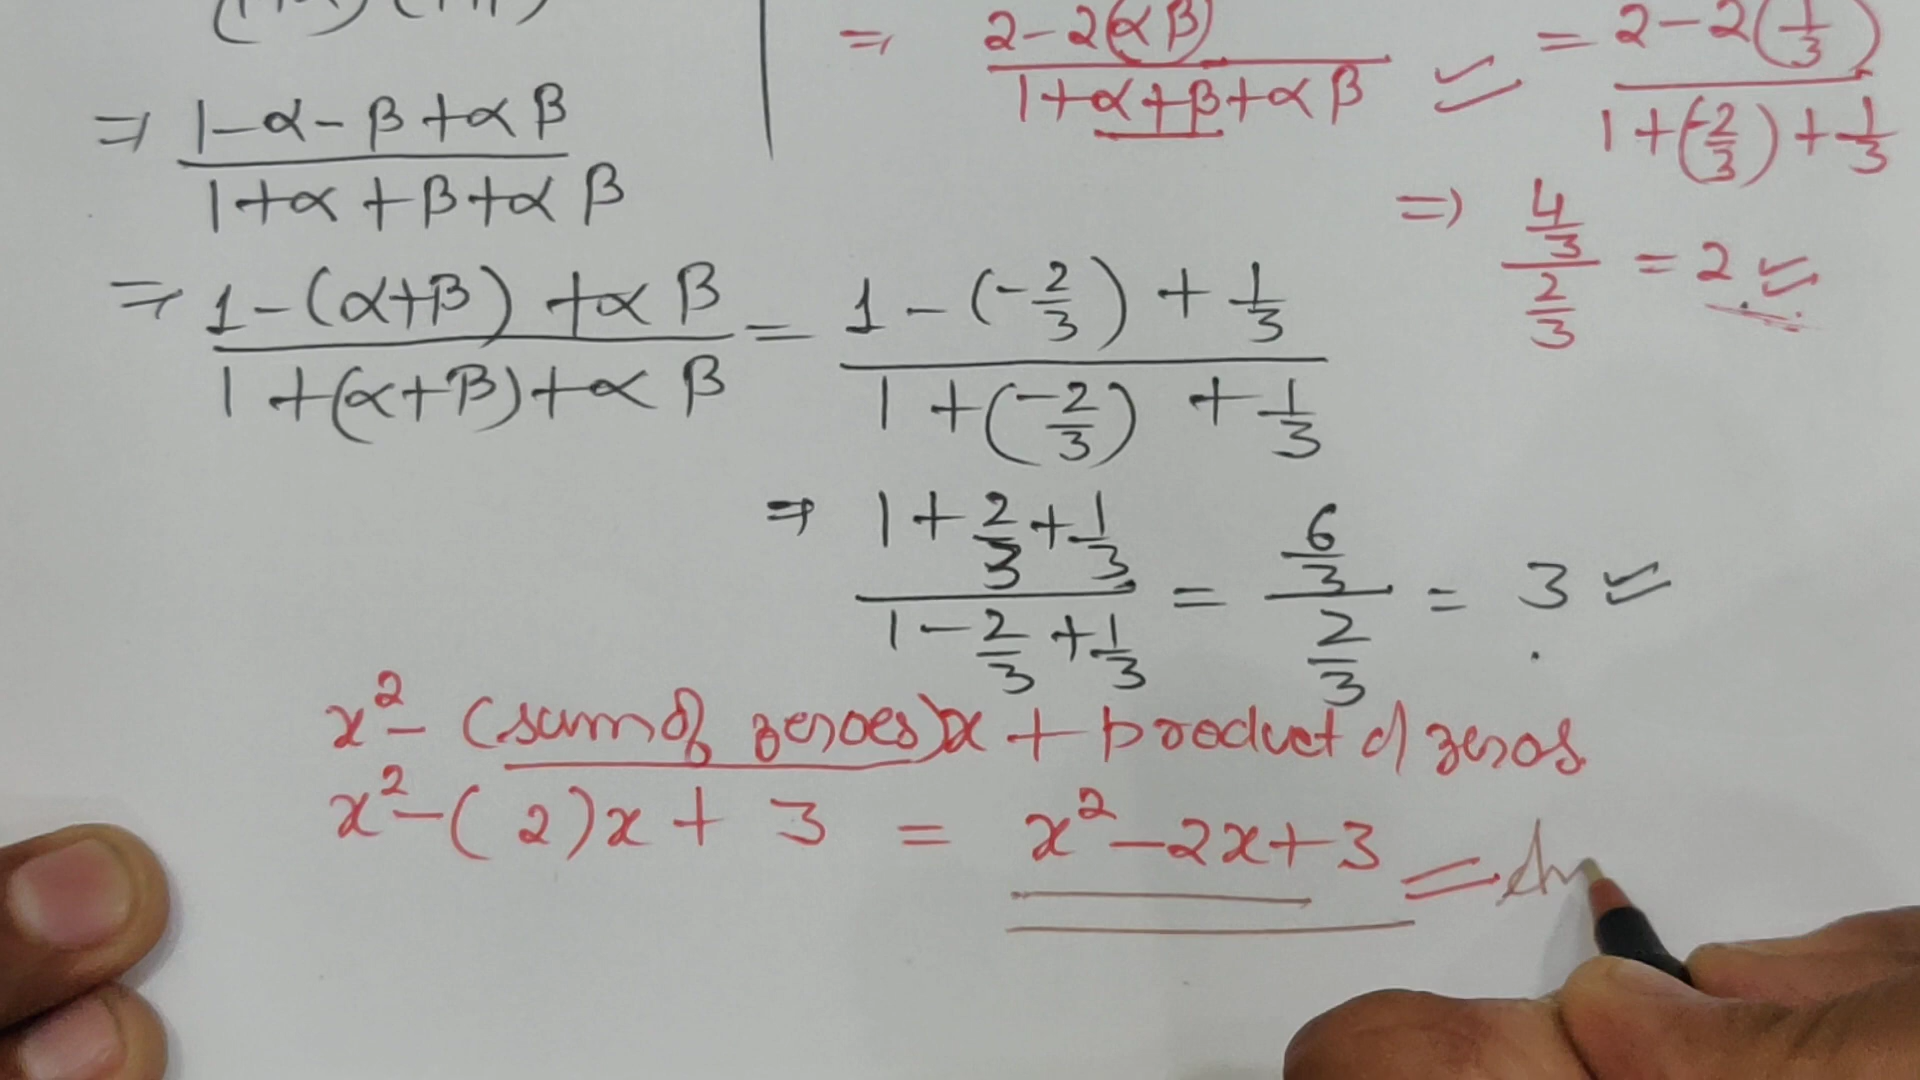 ⇒ (1-α-β+αβ)/(1+α+β+αβ)
⇒ (1-(α+β)+αβ)/(1+(α+β)+αβ) = (1-(-2/3)+1/3)/(1+(-2/3)+1/3)
⇒ (1+2/3+1/3)/(1-2/3+1/3) = (6/3)/(2/3) = 3
⇒ (2-2(αβ))/(1+α+β+αβ) = (2-2(1/3))/(1+(-2/3)+1/3)
⇒ (4/3)/(2/3) = 2
x²-(sum of zeroes)x + product of zeros
x²-(2)x+3 = x²-2x+3 =